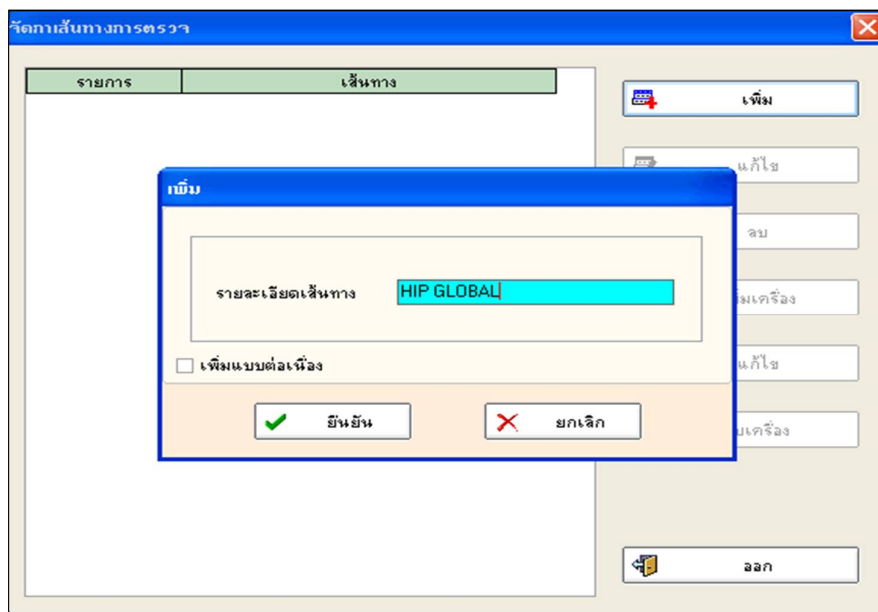 จัดกาเส้นทางการตรวจ
รายการ เส้นทาง
เพิ่ม
แก้ไข
ลบ
เพิ่ม
รายละเอียดเส้นทาง HIP GLOBAL
เพิ่มแบบต่อเนื่อง
ยืนยัน ยกเลิก
แก้ไข
ออก